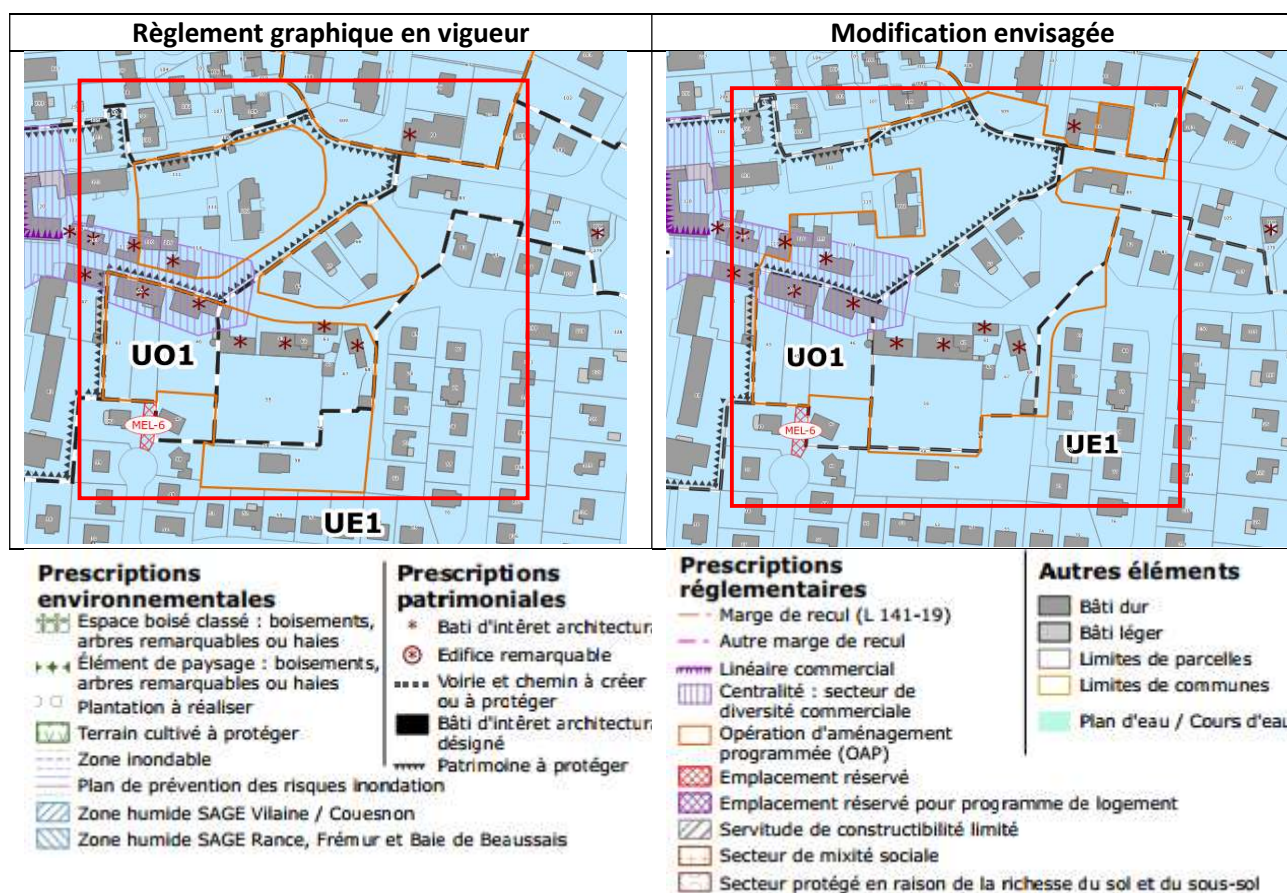 Règlement graphique en vigueur
Modification envisagée
UO1
MEL-6
UE1
UO1
MEL-6
UE1
Prescriptions
environnementales
Espace boisé classé : boisements,
arbres remarquables ou haies
Élément de paysage : boisements,
arbres remarquables ou haies
Plantation à réaliser
Terrain cultivé à protéger
Zone inondable
Plan de prévention des risques inondation
Zone humide SAGE Vilaine / Couesnon
Zone humide SAGE Rance, Frémur et Baie de Beaussais
Prescriptions
patrimoniales
Bati d'intêret architectura
Edifice remarquable
Voirie et chemin à créer
ou à protéger
Bâti d'intêret architectura
désigné
Patrimoine à protéger
Prescriptions
réglementaires
Marge de recul (L 141-19)
Autre marge de recul
Linéaire commercial
Centralité : secteur de
diversité commerciale
Opération d'aménagement
programmée (OAP)
Emplacement réservé
Emplacement réservé pour programme de logement
Servitude de constructibilité limité
Secteur de mixité sociale
Secteur protégé en raison de la richesse du sol et du sous-sol
Autres éléments
Bâti dur
Bâti léger
Limites de parcelles
Limites de communes
Plan d'eau / Cours d'eau